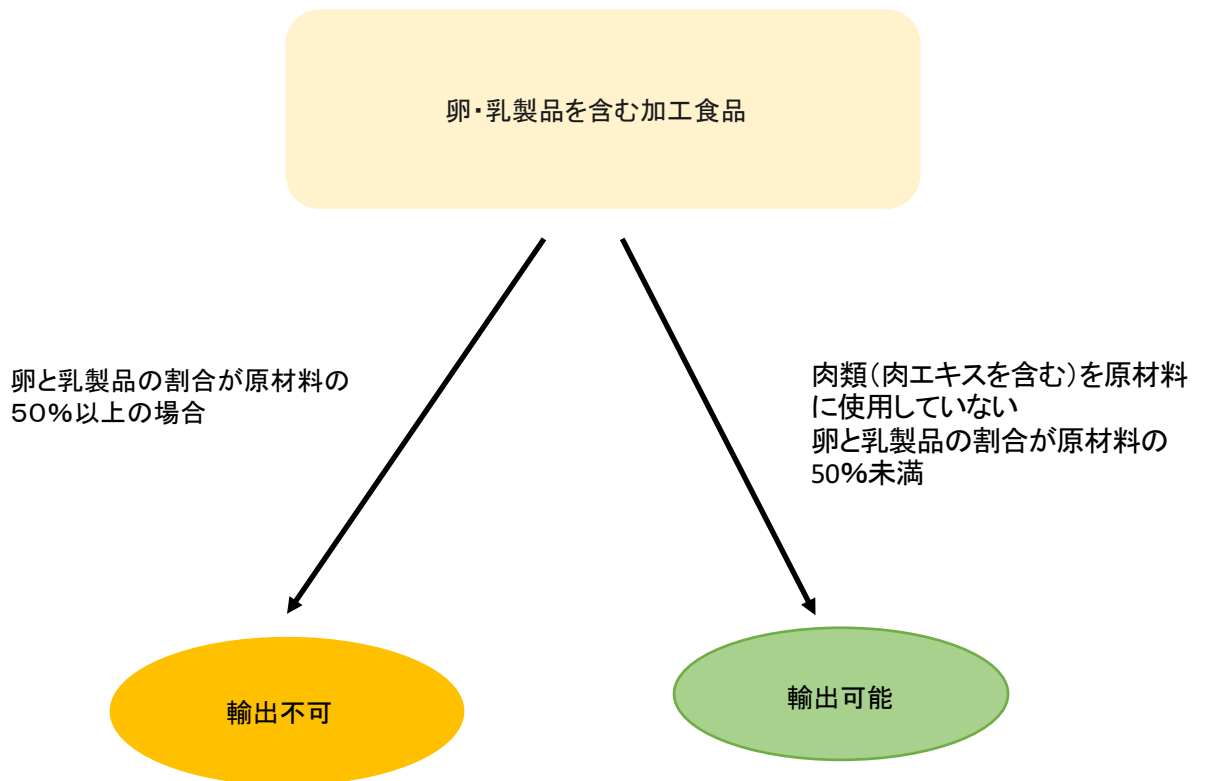 卵・乳製品を含む加工食品
卵と乳製品の割合が原材料の
50%以上の場合
肉類(肉エキスを含む)を原材料
に使用していない
卵と乳製品の割合が原材料の
50%未満
輸出不可
輸出可能